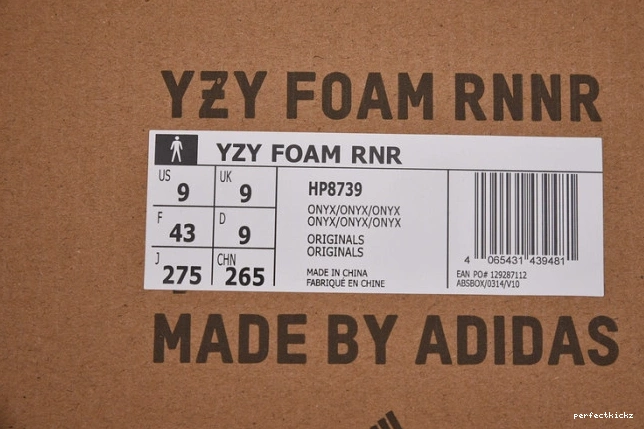 YZY FOAM RNNR
YZY FOAM RNR
US 9 UK 9
F 43 D 9
J 275 CHN 265
HP8739
ONYX/ONYX/ONYX
ONYX/ONYX/ONYX
ORIGINALS
ORIGINALS
MADE IN CHINA
FABRIQUÉ EN CHINE
4 065431 439481
EAN PO# 129287112
ABSBOX/0314/V10
MADE BY ADIDAS
perfectkickz